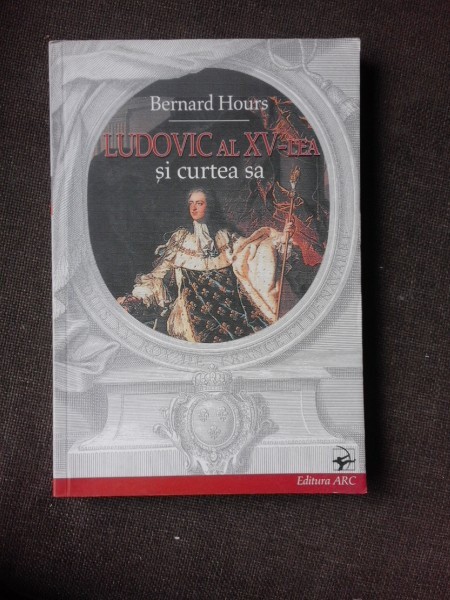 Bernard Hours
LUDOVIC AL XV-LEA
și curtea sa
Editura ARC